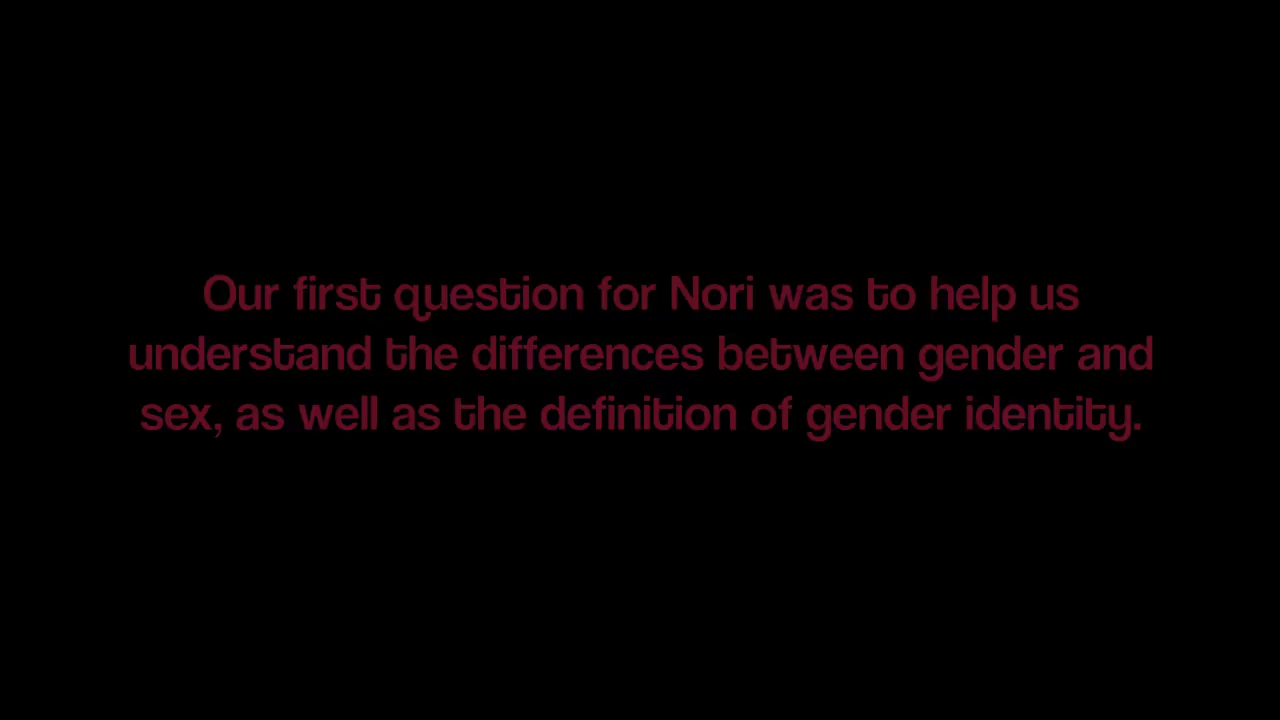 Our first question for Nori was to help us
understand the differences between gender and
sex, as well as the definition of gender identity.